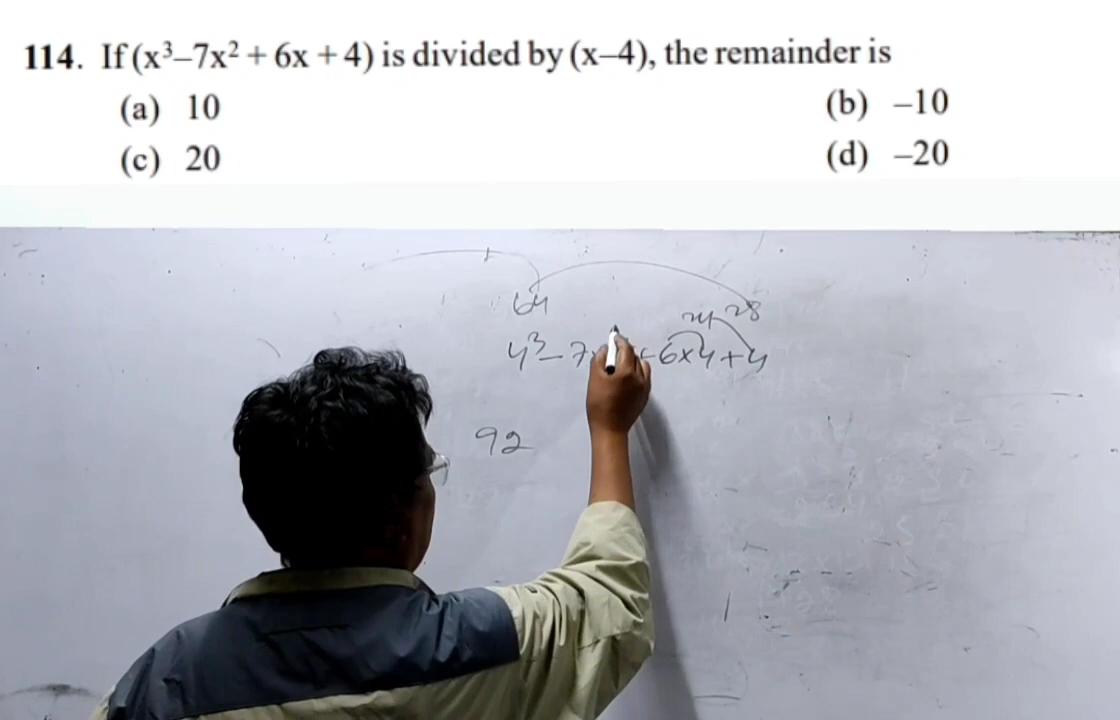 114. If (x³–7x² + 6x + 4) is divided by (x–4), the remainder is
(a) 10 (b) –10
(c) 20 (d) –20
64 24 28
4³ – 7x + 6x4 + 4
92